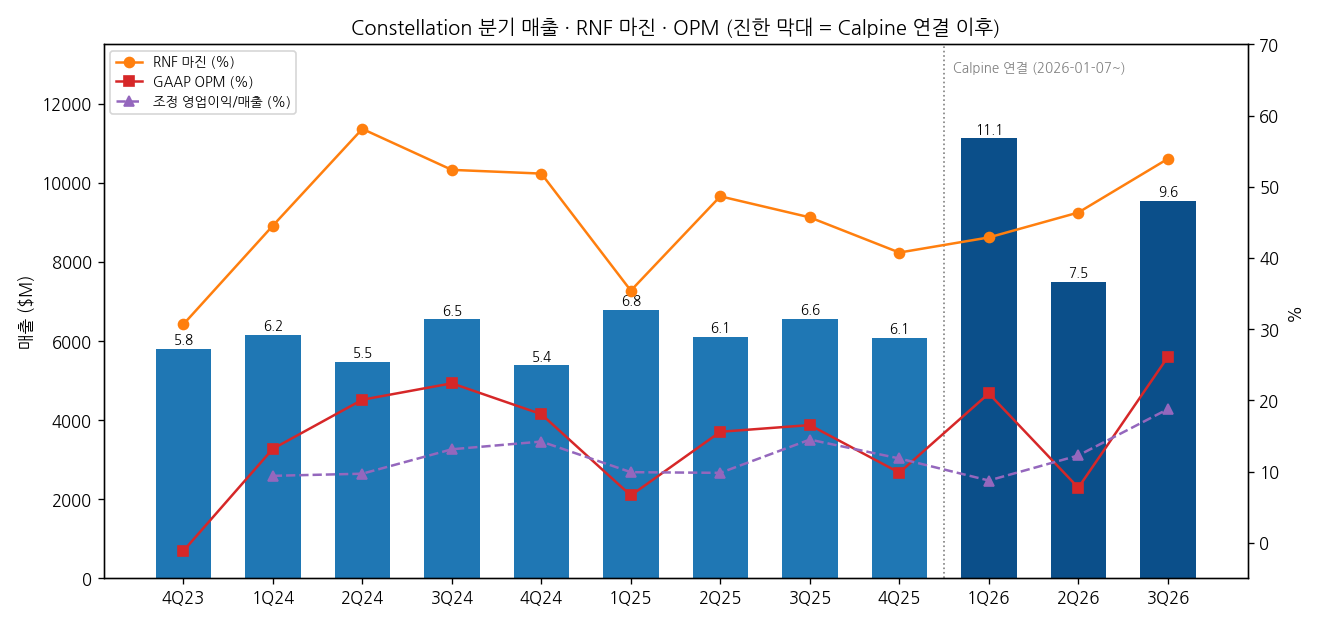 Constellation 분기 매출 · RNF 마진 · OPM (진한 막대 = Calpine 연결 이후)
RNF 마진 (%)
GAAP OPM (%)
조정 영업이익/매출 (%)
Calpine 연결 (2026-01-07~)
매출 ($M)
12000
10000
8000
6000
4000
2000
0
70
60
50
40
30
20
10
0
%
5.8
6.2
5.5
6.5
5.4
6.8
6.1
6.6
6.1
11.1
7.5
9.6
4Q23
1Q24
2Q24
3Q24
4Q24
1Q25
2Q25
3Q25
4Q25
1Q26
2Q26
3Q26